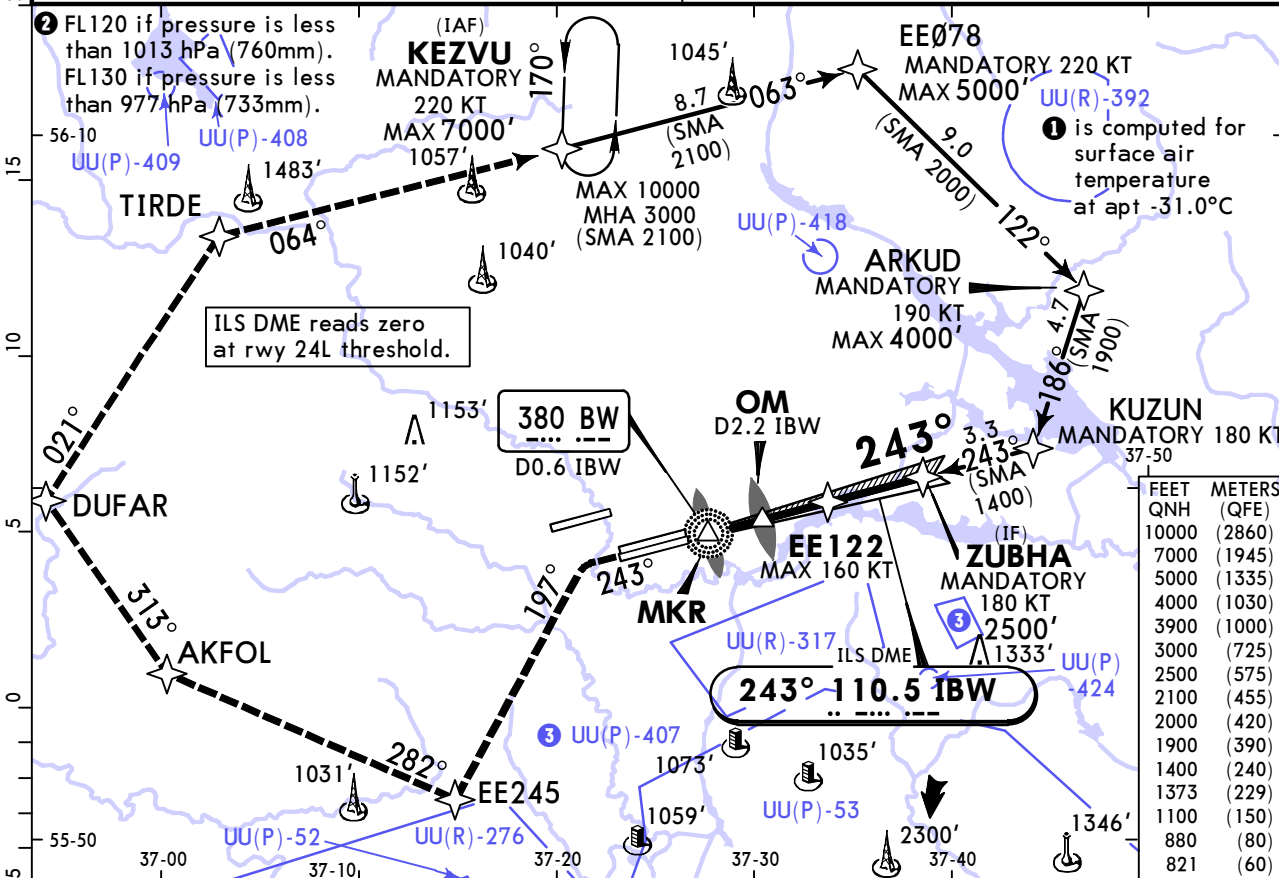 ❷ FL120 if pressure is less
than 1013 hPa (760mm).
FL130 if pressure is less
than 977 hPa (733mm).
(IAF)
KEZVU
MANDATORY
220 KT
MAX 7000'
170°
1045'
EEØ78
MANDATORY 220 KT
MAX 5000'
UU(R)-392
❶ is computed for
surface air
temperature
at apt -31.0°C
56-10
UU(P)-409
UU(P)-408
1483'
1057'
8.7
063°
(SMA
2100)
9.0
(SMA 2000)
122°
TIRDE
064°
MAX 10000
MHA 3000
(SMA 2100)
1040'
UU(P)-418
ARKUD
MANDATORY
190 KT
MAX 4000'
4.7
(SMA
1900)
186°
ILS DME reads zero
at rwy 24L threshold.
15
10
5
0
5
021°
1153'
1152'
380 BW
D0.6 IBW
OM
D2.2 IBW
243°
3.3
243°
(SMA
1400)
KUZUN
MANDATORY 180 KT
37-50
DUFAR
313°
AKFOL
282°
197°
243°
MKR
EE122
MAX 160 KT
(IF)
ZUBHA
MANDATORY
180 KT
2500'
❸
1333'
UU(R)-317
ILS DME
243° 110.5 IBW
UU(P)
-424
❸ UU(P)-407
1073'
1035'
UU(P)-53
1031'
EE245
1059'
2300'
1346'
UU(P)-52
UU(R)-276
55-50
37-00
37-10
37-20
37-30
37-40
FEET METERS
QNH (QFE)
10000 (2860)
7000 (1945)
5000 (1335)
4000 (1030)
3900 (1000)
3000 (725)
2500 (575)
2100 (455)
2000 (420)
1900 (390)
1400 (240)
1373 (229)
1100 (150)
880 (80)
821 (60)